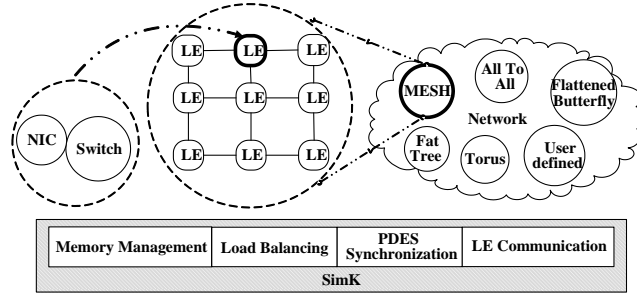 LE LE LE
LE LE LE
LE LE LE
NIC
Switch
MESH
All To
All
Flattened
Butterfly
Network
Fat
Tree
Torus
User
defined
Memory Management
Load Balancing
PDES
Synchronization
LE Communication
SimK